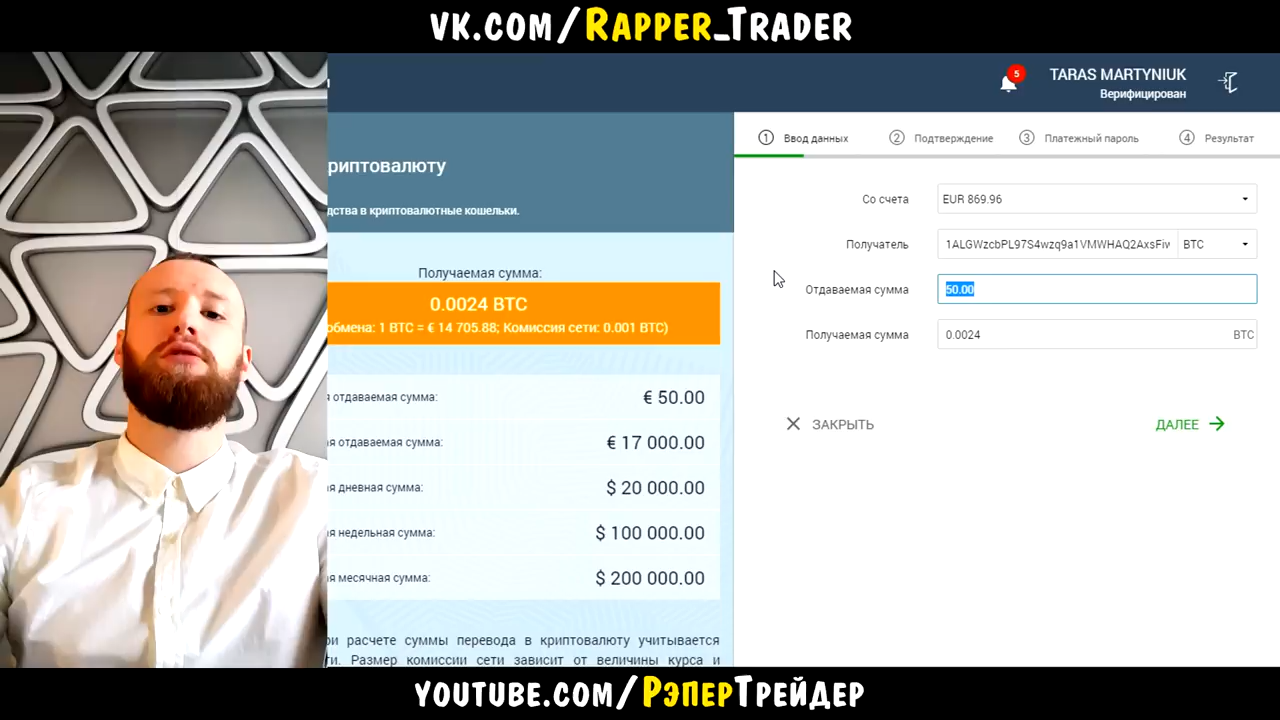 vk.com/Rapper_Trader
5
TARAS MARTYNIUK
Верифицирован
риптовалюту
дства в криптовалютные кошельки.
1 Ввод данных
2 Подтверждение
3 Платежный пароль
4 Результат
Со счета EUR 869.96
Получатель 1ALGWzcbPL97S4wzq9a1VMWHAQ2AxsFiv BTC
Отдаваемая сумма 50.00
Получаемая сумма 0.0024 BTC
ЗАКРЫТЬ
ДАЛЕЕ
Получаемая сумма:
0.0024 BTC
обмена: 1 BTC = € 14 705.88; Комиссия сети: 0.001 BTC)
я отдаваемая сумма: € 50.00
я отдаваемая сумма: € 17 000.00
ая дневная сумма: $ 20 000.00
ая недельная сумма: $ 100 000.00
ая месячная сумма: $ 200 000.00
ри расчете суммы перевода в криптовалюту учитывается
ти. Размер комиссии сети зависит от величины курса и
youtube.com/РэперТрейдер